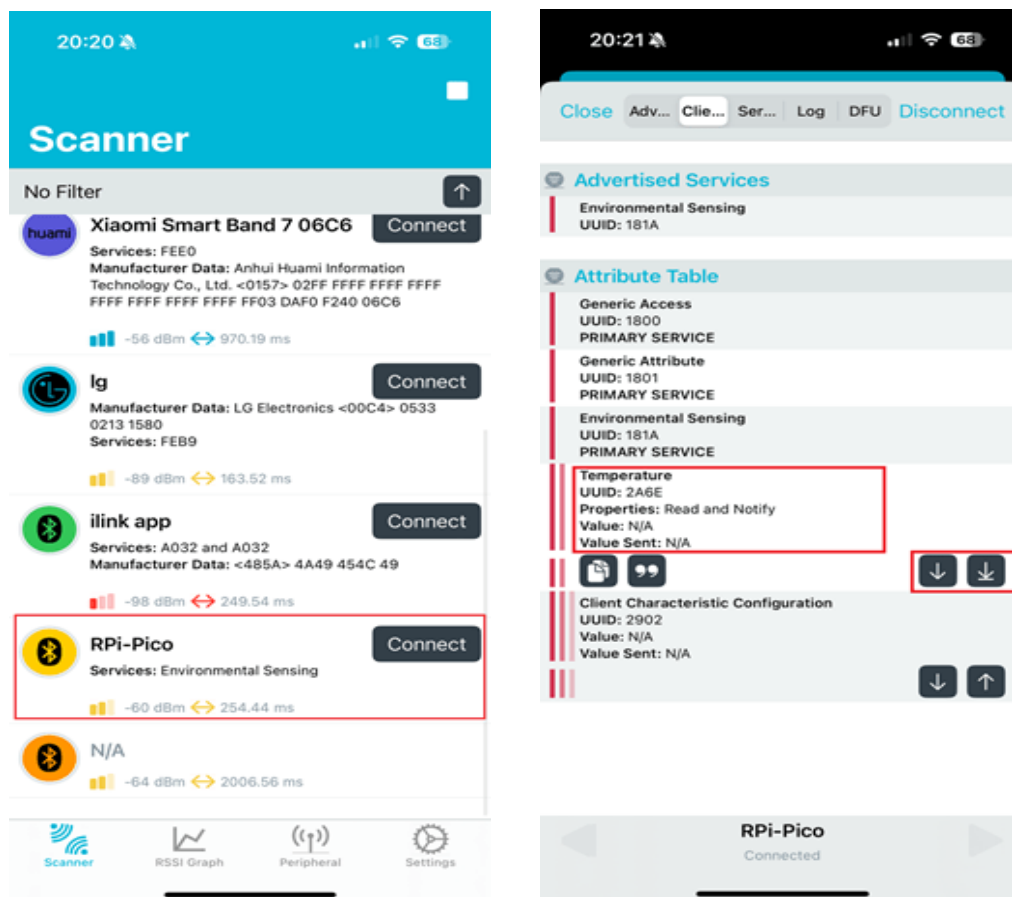 20:20
68
Scanner
No Filter
huami
Xiaomi Smart Band 7 06C6
Connect
Services: FEE0
Manufacturer Data: Anhui Huami Information
Technology Co., Ltd. <0157> 02FF FFFF FFFF FFFF
FFFF FFFF FFFF FFFF FF03 DAF0 F240 06C6
-56 dBm 970.19 ms
lg
Connect
Manufacturer Data: LG Electronics <00C4> 0533
0213 1580
Services: FEB9
-89 dBm 163.52 ms
ilink app
Connect
Services: A032 and A032
Manufacturer Data: <485A> 4A49 454C 49
-98 dBm 249.54 ms
RPi-Pico
Connect
Services: Environmental Sensing
-60 dBm 254.44 ms
N/A
-64 dBm 2006.56 ms
Scanner RSSI Graph Peripheral Settings
20:21
68
Close Adv... Clie... Ser... Log DFU Disconnect
Advertised Services
Environmental Sensing
UUID: 181A
Attribute Table
Generic Access
UUID: 1800
PRIMARY SERVICE
Generic Attribute
UUID: 1801
PRIMARY SERVICE
Environmental Sensing
UUID: 181A
PRIMARY SERVICE
Temperature
UUID: 2A6E
Properties: Read and Notify
Value: N/A
Value Sent: N/A
Client Characteristic Configuration
UUID: 2902
Value: N/A
Value Sent: N/A
RPi-Pico
Connected